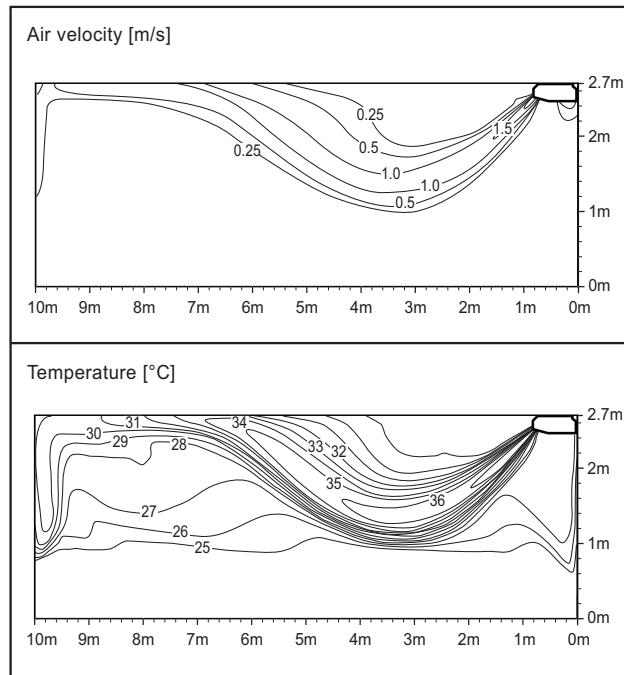 Air velocity [m/s]
2.7m
0.25
1.5
2m
0.5
0.25
1.0
1.0
0.5
1m
0m
10m 9m 8m 7m 6m 5m 4m 3m 2m 1m 0m
Temperature [°C]
2.7m
31 34
30
29 28 33 32
2m
35
36
27
26
25
1m
0m
10m 9m 8m 7m 6m 5m 4m 3m 2m 1m 0m